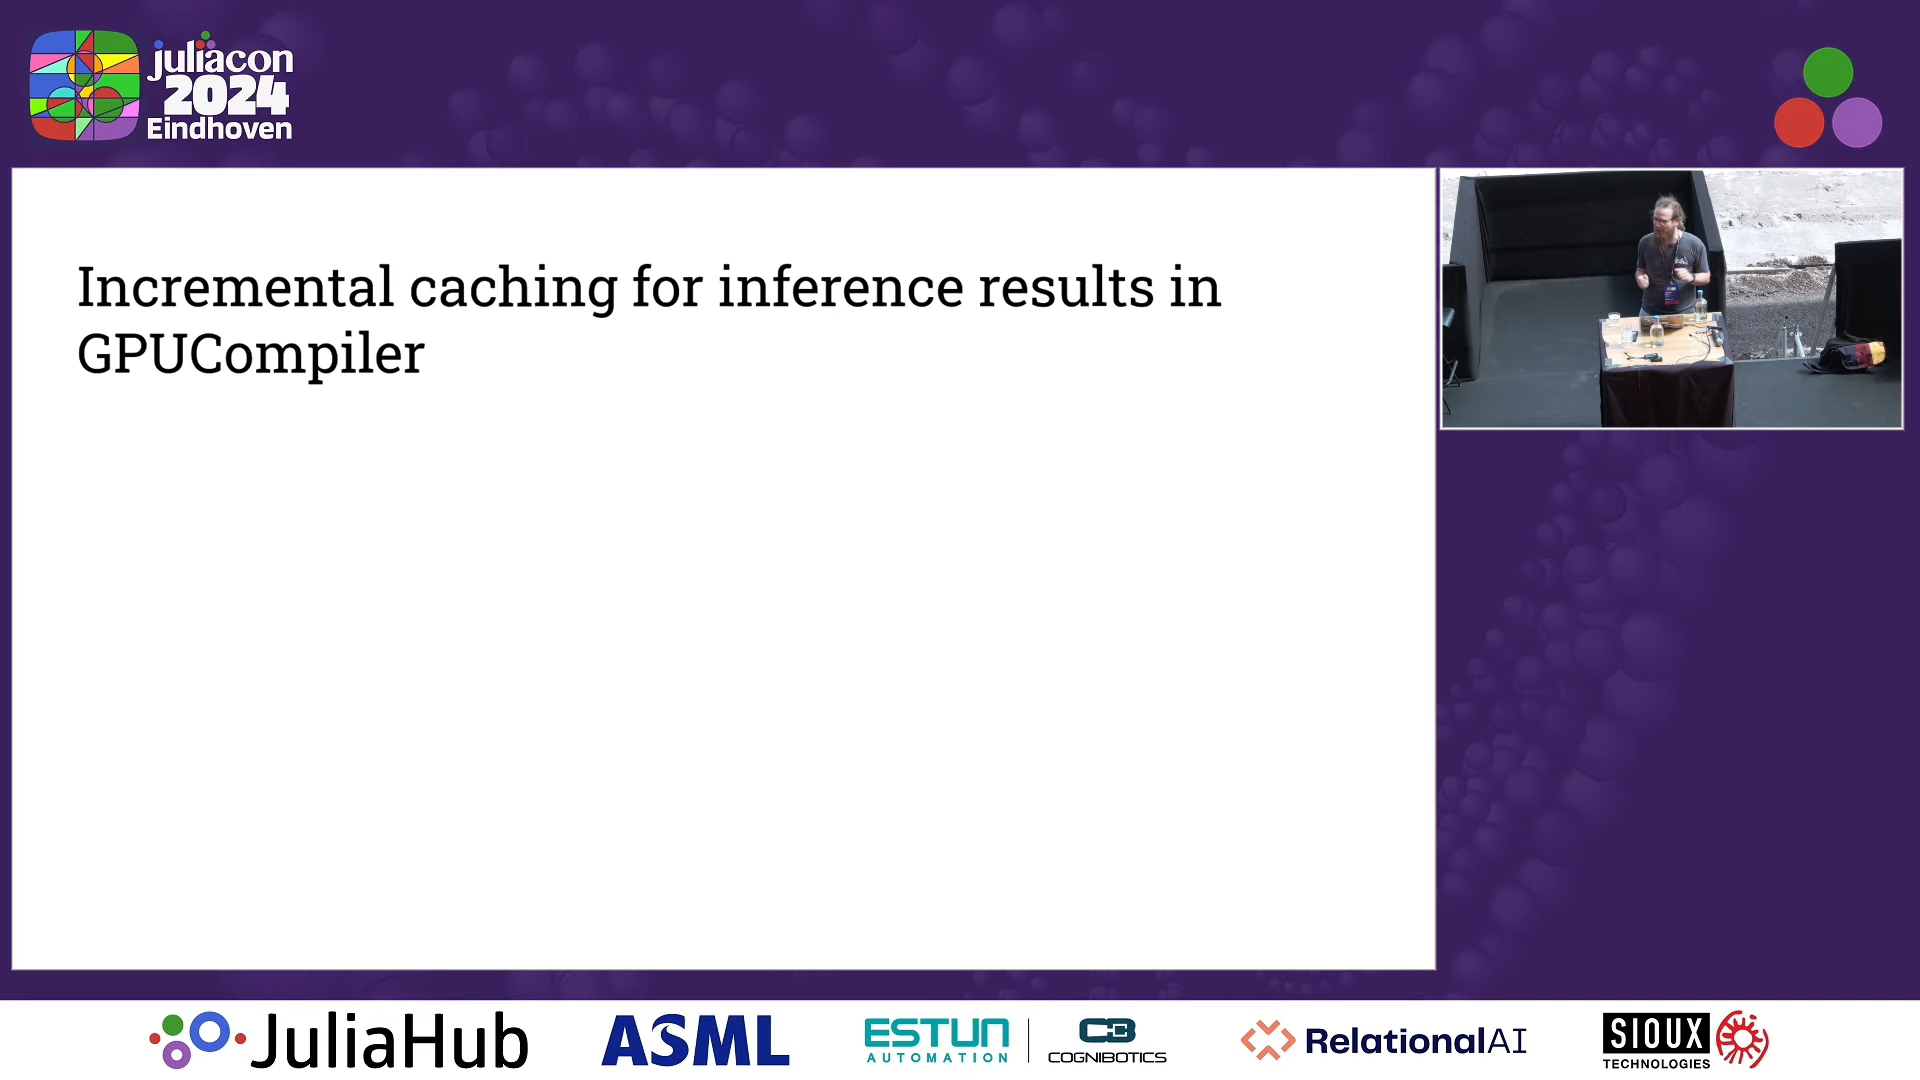 juliacon
2024
Eindhoven
Incremental caching for inference results in
GPUCompiler
JuliaHub
ASML
ESTUN
AUTOMATION
COGNIBOTICS
RelationalAI
SIOUX
TECHNOLOGIES